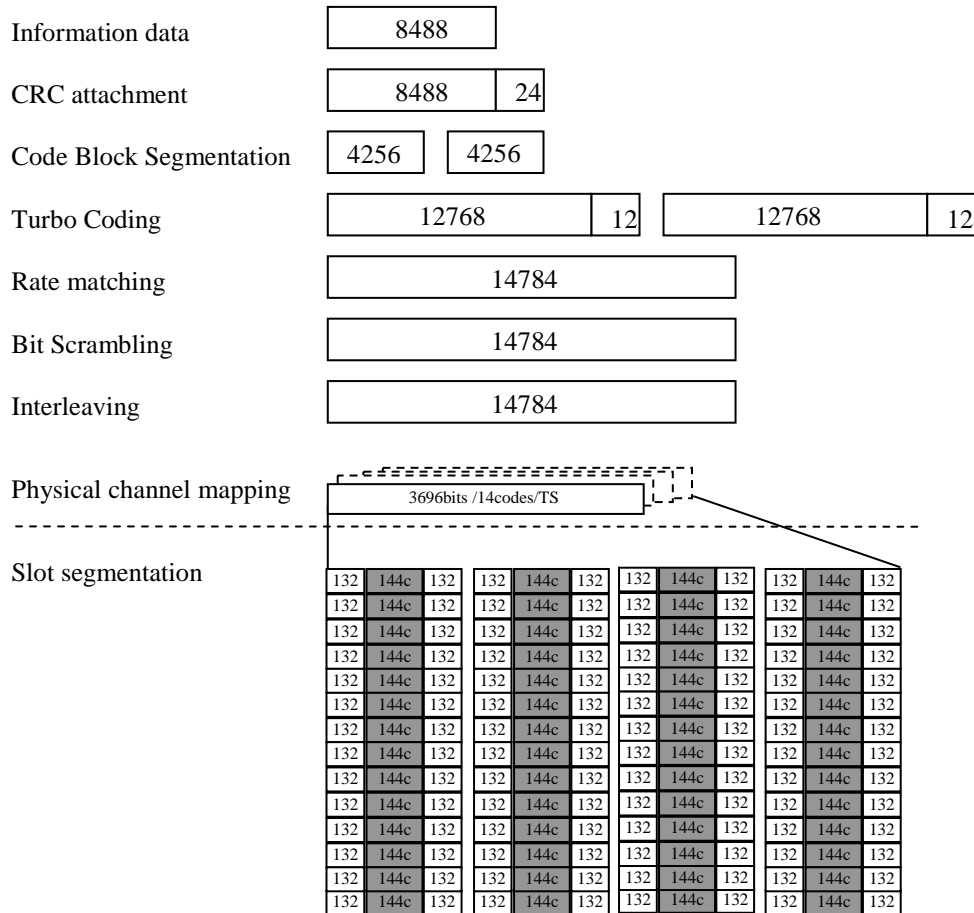 Information data 8488
CRC attachment 8488 24
Code Block Segmentation 4256 4256
Turbo Coding 12768 12 12768 12
Rate matching 14784
Bit Scrambling 14784
Interleaving 14784
Physical channel mapping 3696bits /14codes/TS
Slot segmentation
132 144c 132 132 144c 132 132 144c 132 132 144c 132
132 144c 132 132 144c 132 132 144c 132 132 144c 132
132 144c 132 132 144c 132 132 144c 132 132 144c 132
132 144c 132 132 144c 132 132 144c 132 132 144c 132
132 144c 132 132 144c 132 132 144c 132 132 144c 132
132 144c 132 132 144c 132 132 144c 132 132 144c 132
132 144c 132 132 144c 132 132 144c 132 132 144c 132
132 144c 132 132 144c 132 132 144c 132 132 144c 132
132 144c 132 132 144c 132 132 144c 132 132 144c 132
132 144c 132 132 144c 132 132 144c 132 132 144c 132
132 144c 132 132 144c 132 132 144c 132 132 144c 132
132 144c 132 132 144c 132 132 144c 132 132 144c 132
132 144c 132 132 144c 132 132 144c 132 132 144c 132
132 144c 132 132 144c 132 132 144c 132 132 144c 132